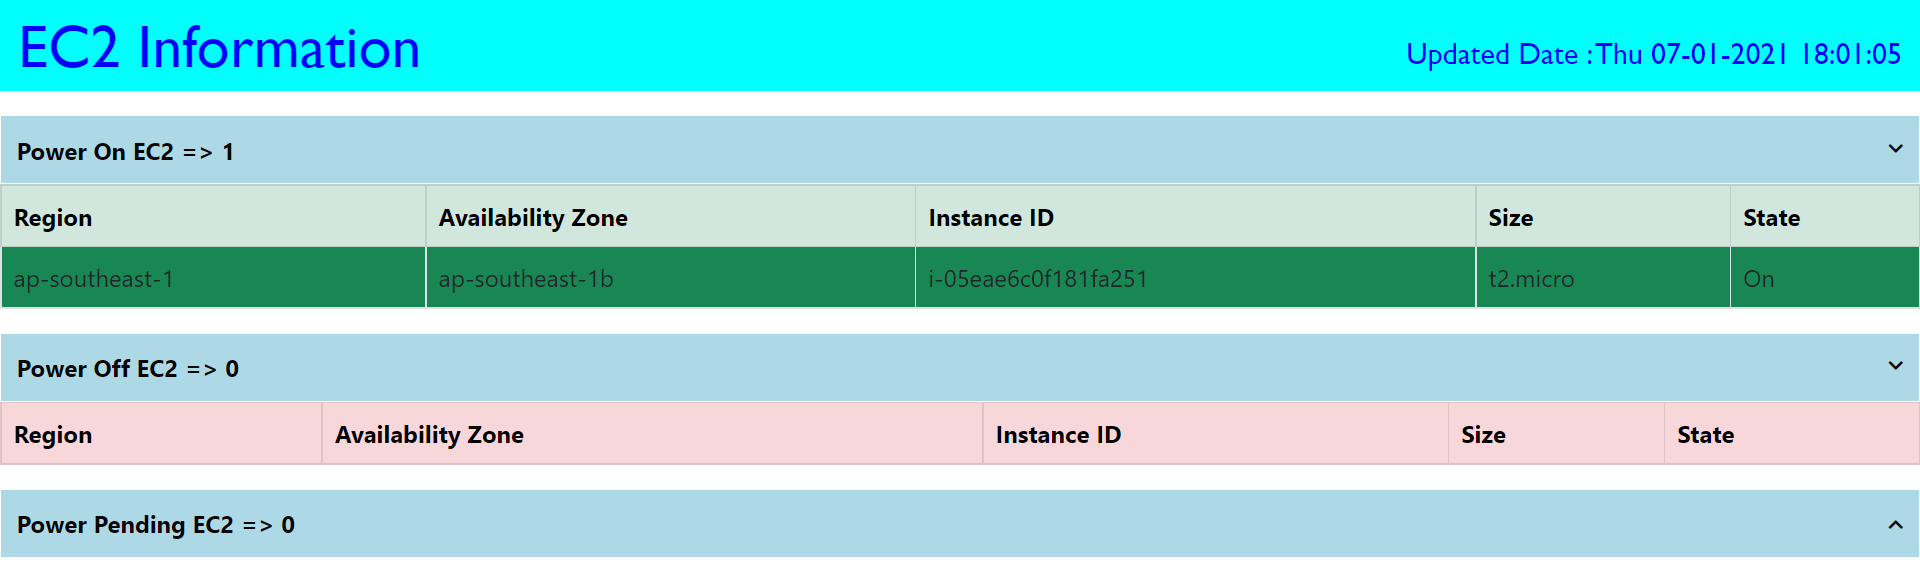 EC2 Information
Updated Date :Thu 07-01-2021 18:01:05
Power On EC2 => 1
Region Availability Zone Instance ID Size State
ap-southeast-1 ap-southeast-1b i-05eae6c0f181fa251 t2.micro On
Power Off EC2 => 0
Region Availability Zone Instance ID Size State
Power Pending EC2 => 0